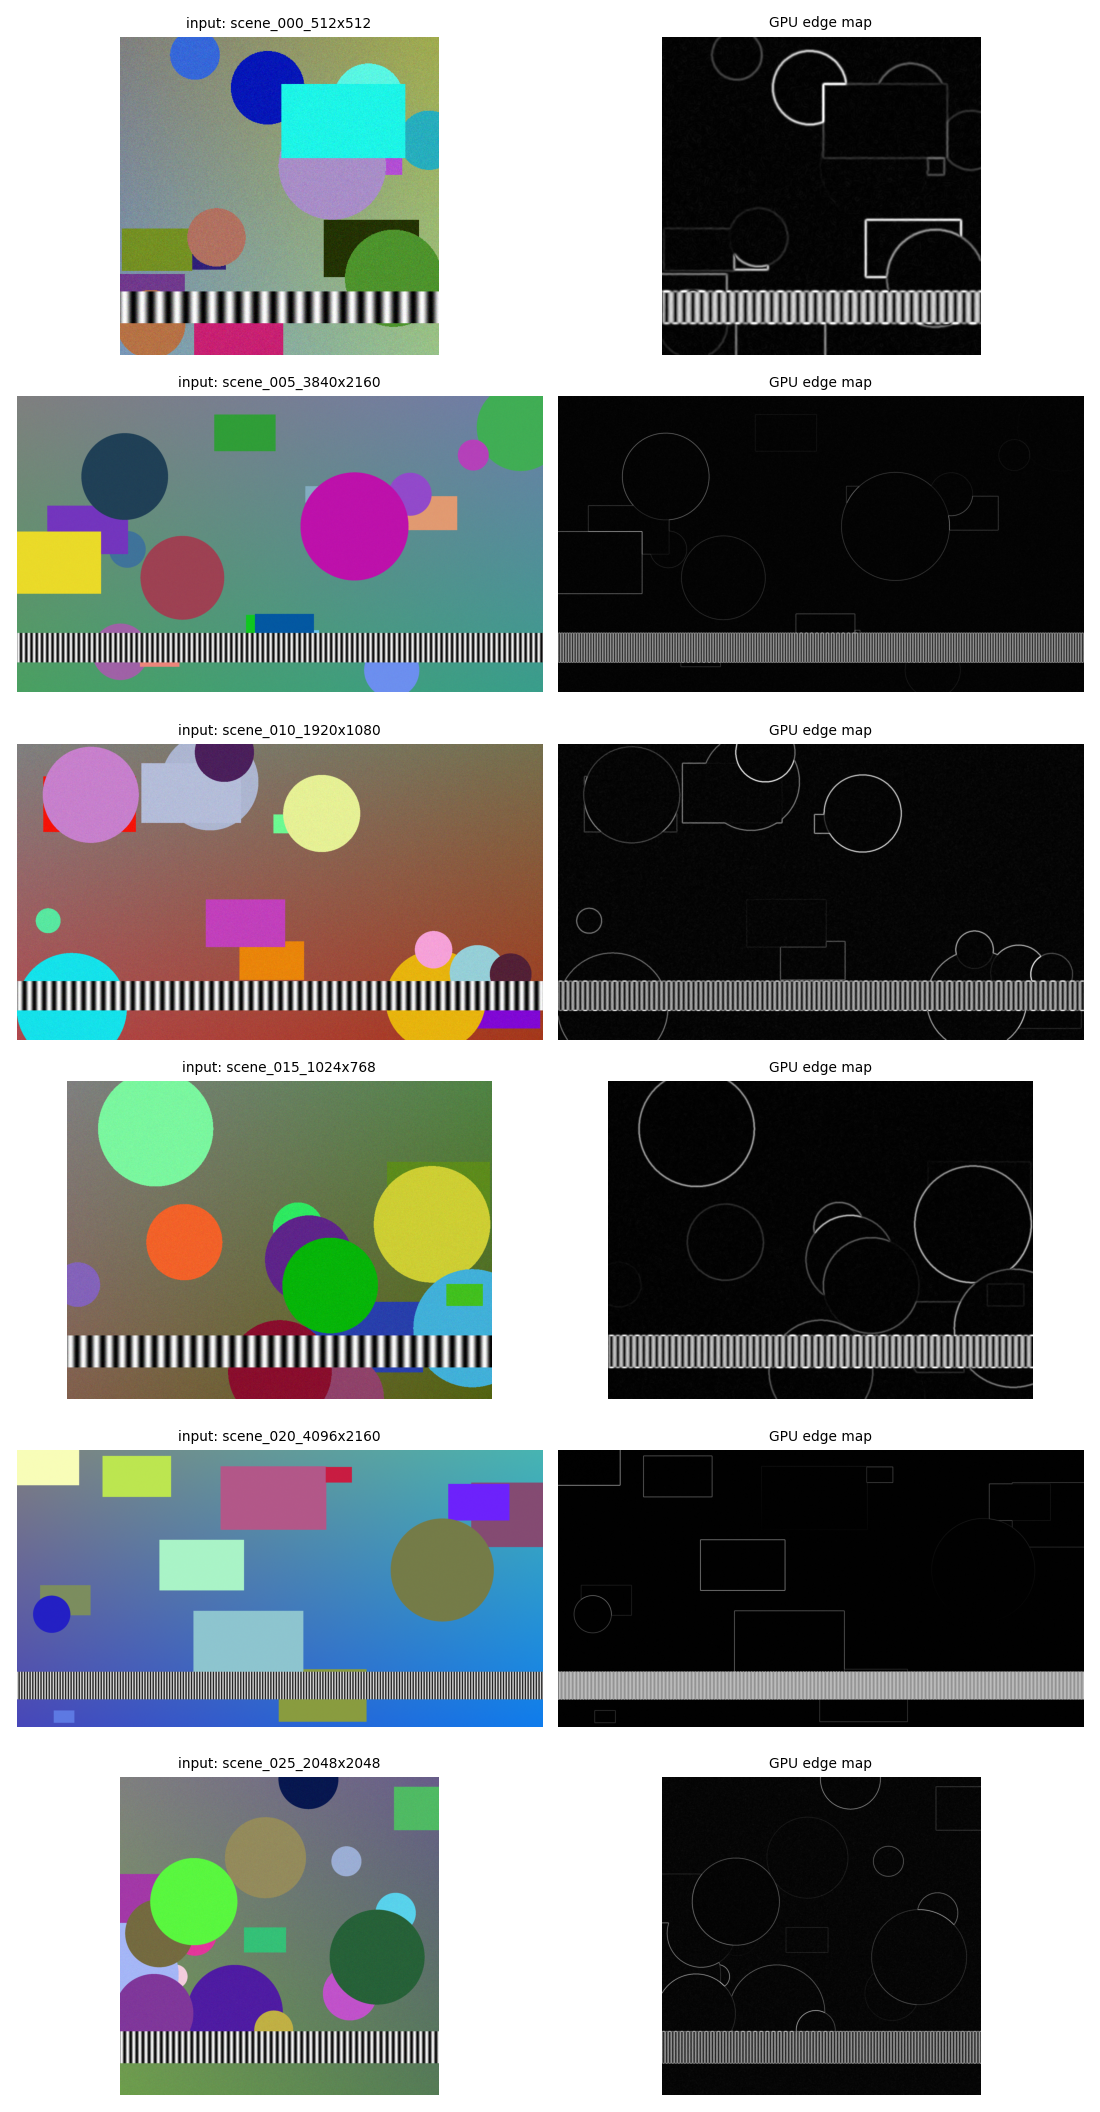 input: scene_000_512x512
GPU edge map
input: scene_005_3840x2160
GPU edge map
input: scene_010_1920x1080
GPU edge map
input: scene_015_1024x768
GPU edge map
input: scene_020_4096x2160
GPU edge map
input: scene_025_2048x2048
GPU edge map